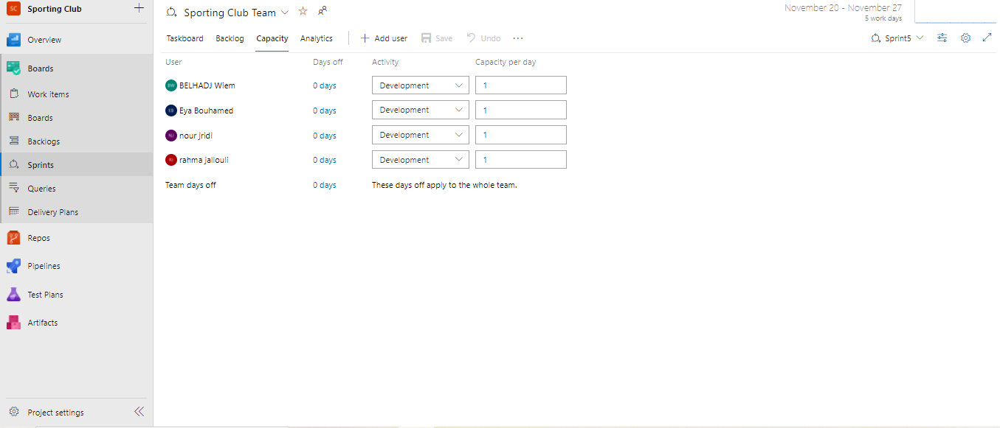 SC Sporting Club
Overview
Boards
Work items
Boards
Backlogs
Sprints
Queries
Delivery Plans
Repos
Pipelines
Test Plans
Artifacts
Project settings
Sporting Club Team
November 20 - November 27
5 work days
Taskboard Backlog Capacity Analytics Add user Save Undo Sprint5
User Days off Activity Capacity per day
BW BELHADJ Wiem 0 days Development 1
EB Eya Bouhamed 0 days Development 1
NJ nour jridi 0 days Development 1
RJ rahma jallouli 0 days Development 1
Team days off 0 days These days off apply to the whole team.